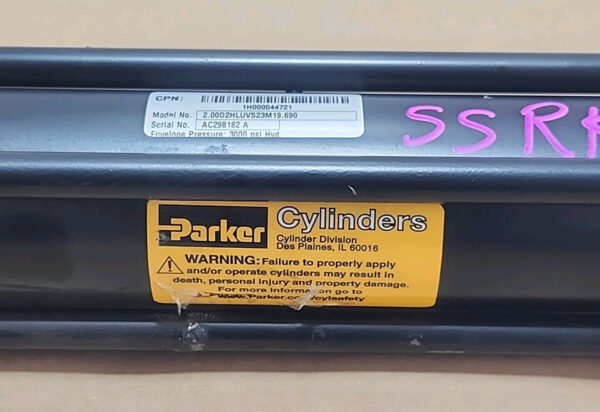 CPN:
1H000044721
Model No. 2.00D2HLUVS23M19.690
Serial No. AC298182 A
Envelope Pressure: 3000 psi Hyd
SSR
Parker Cylinders
Cylinder Division
Des Plaines, IL 60016
WARNING: Failure to properly apply
and/or operate cylinders may result in
death, personal injury and property damage.
For more information go to
www.Parker.com/cylsafety